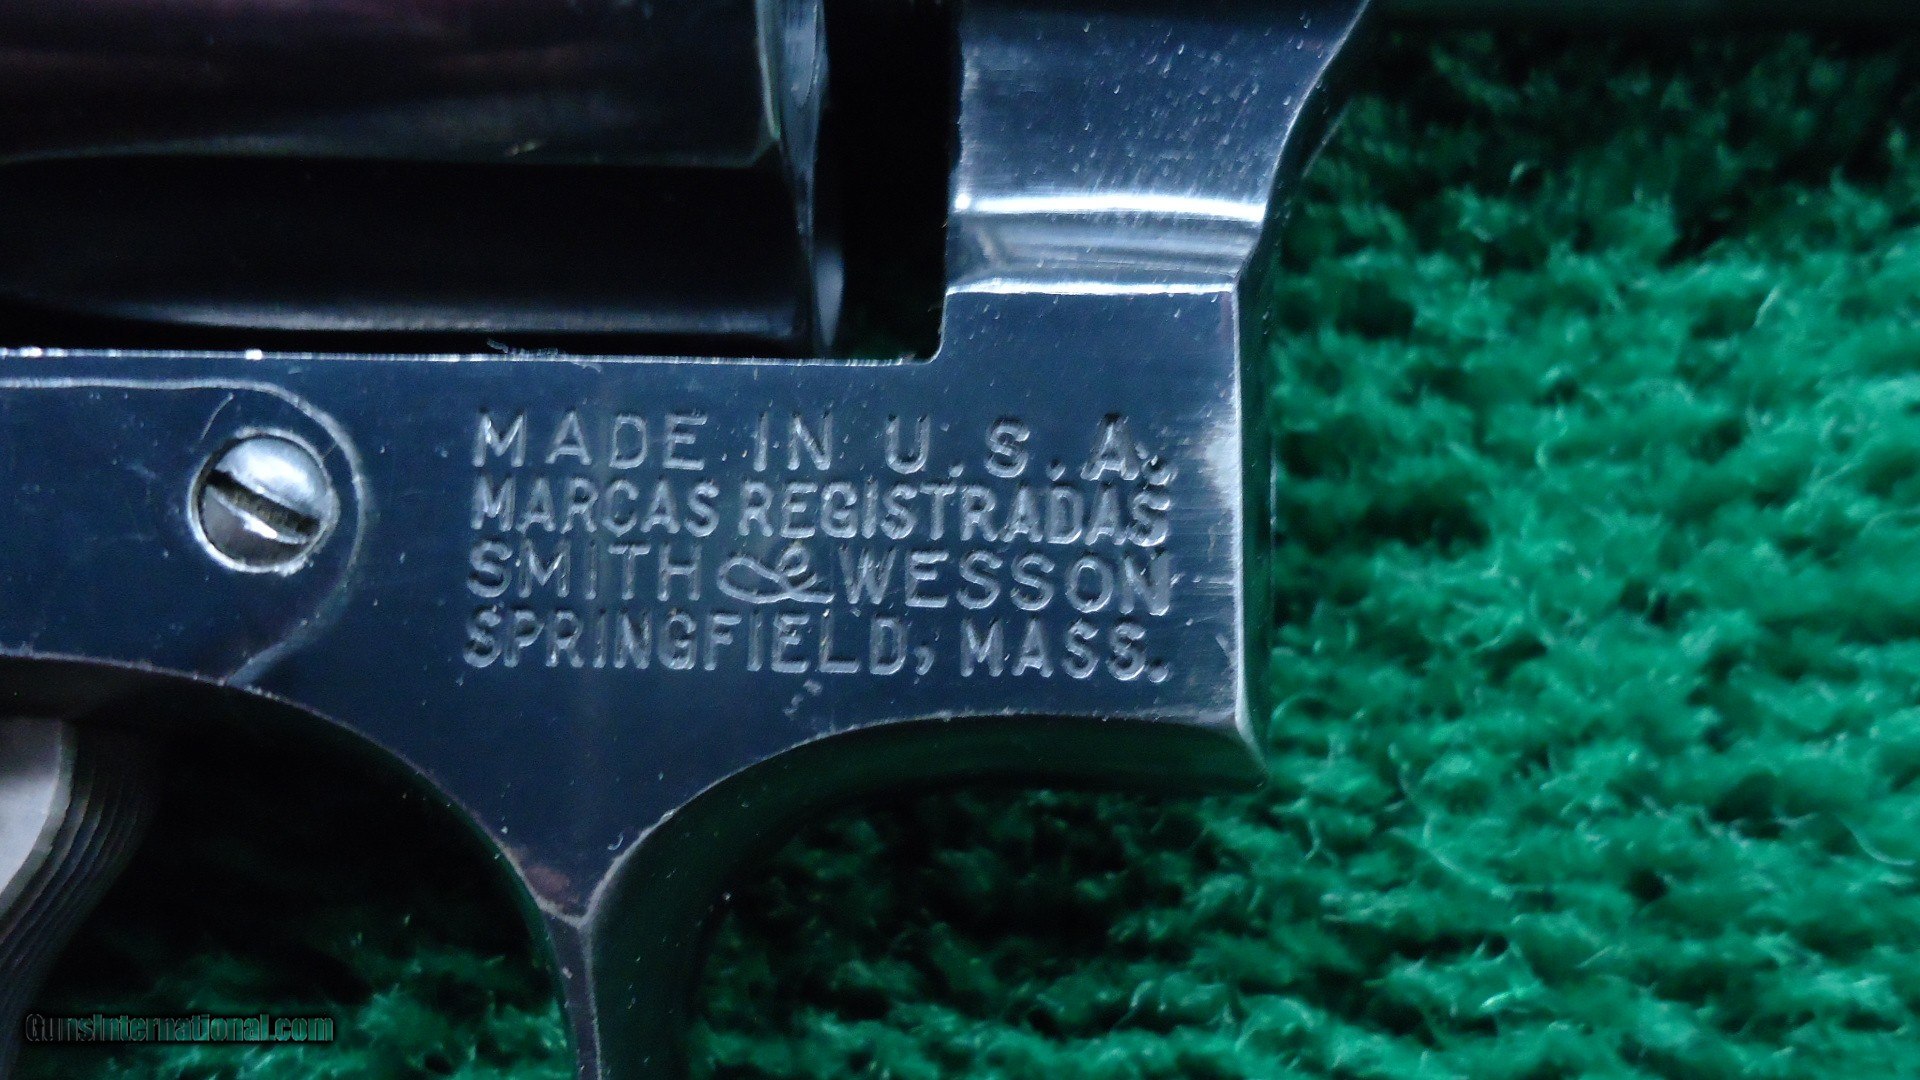 MADE IN U.S.A.
MARCAS REGISTRADAS
SMITH & WESSON
SPRINGFIELD, MASS.
GunsInternational.com